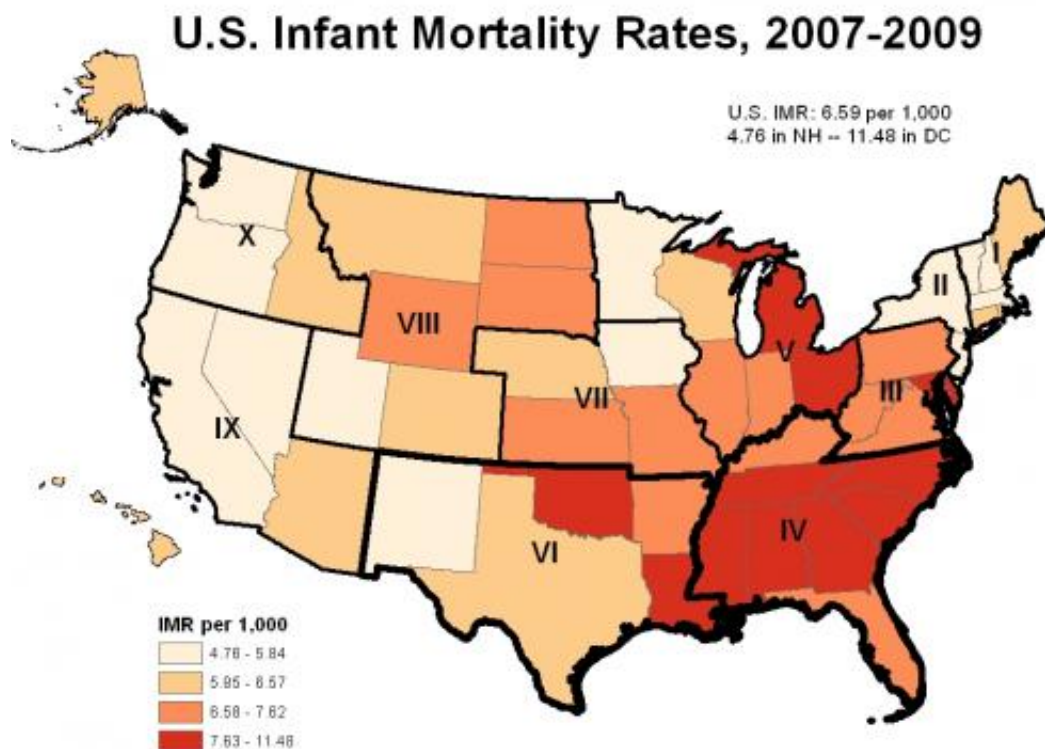 U.S. Infant Mortality Rates, 2007-2009
U.S. IMR: 6.59 per 1,000
4.76 in NH -- 11.48 in DC
X
I
II
VIII
V
III
VII
IX
IV
VI
IMR per 1,000
4.76 - 5.84
5.85 - 6.57
6.58 - 7.62
7.63 - 11.48